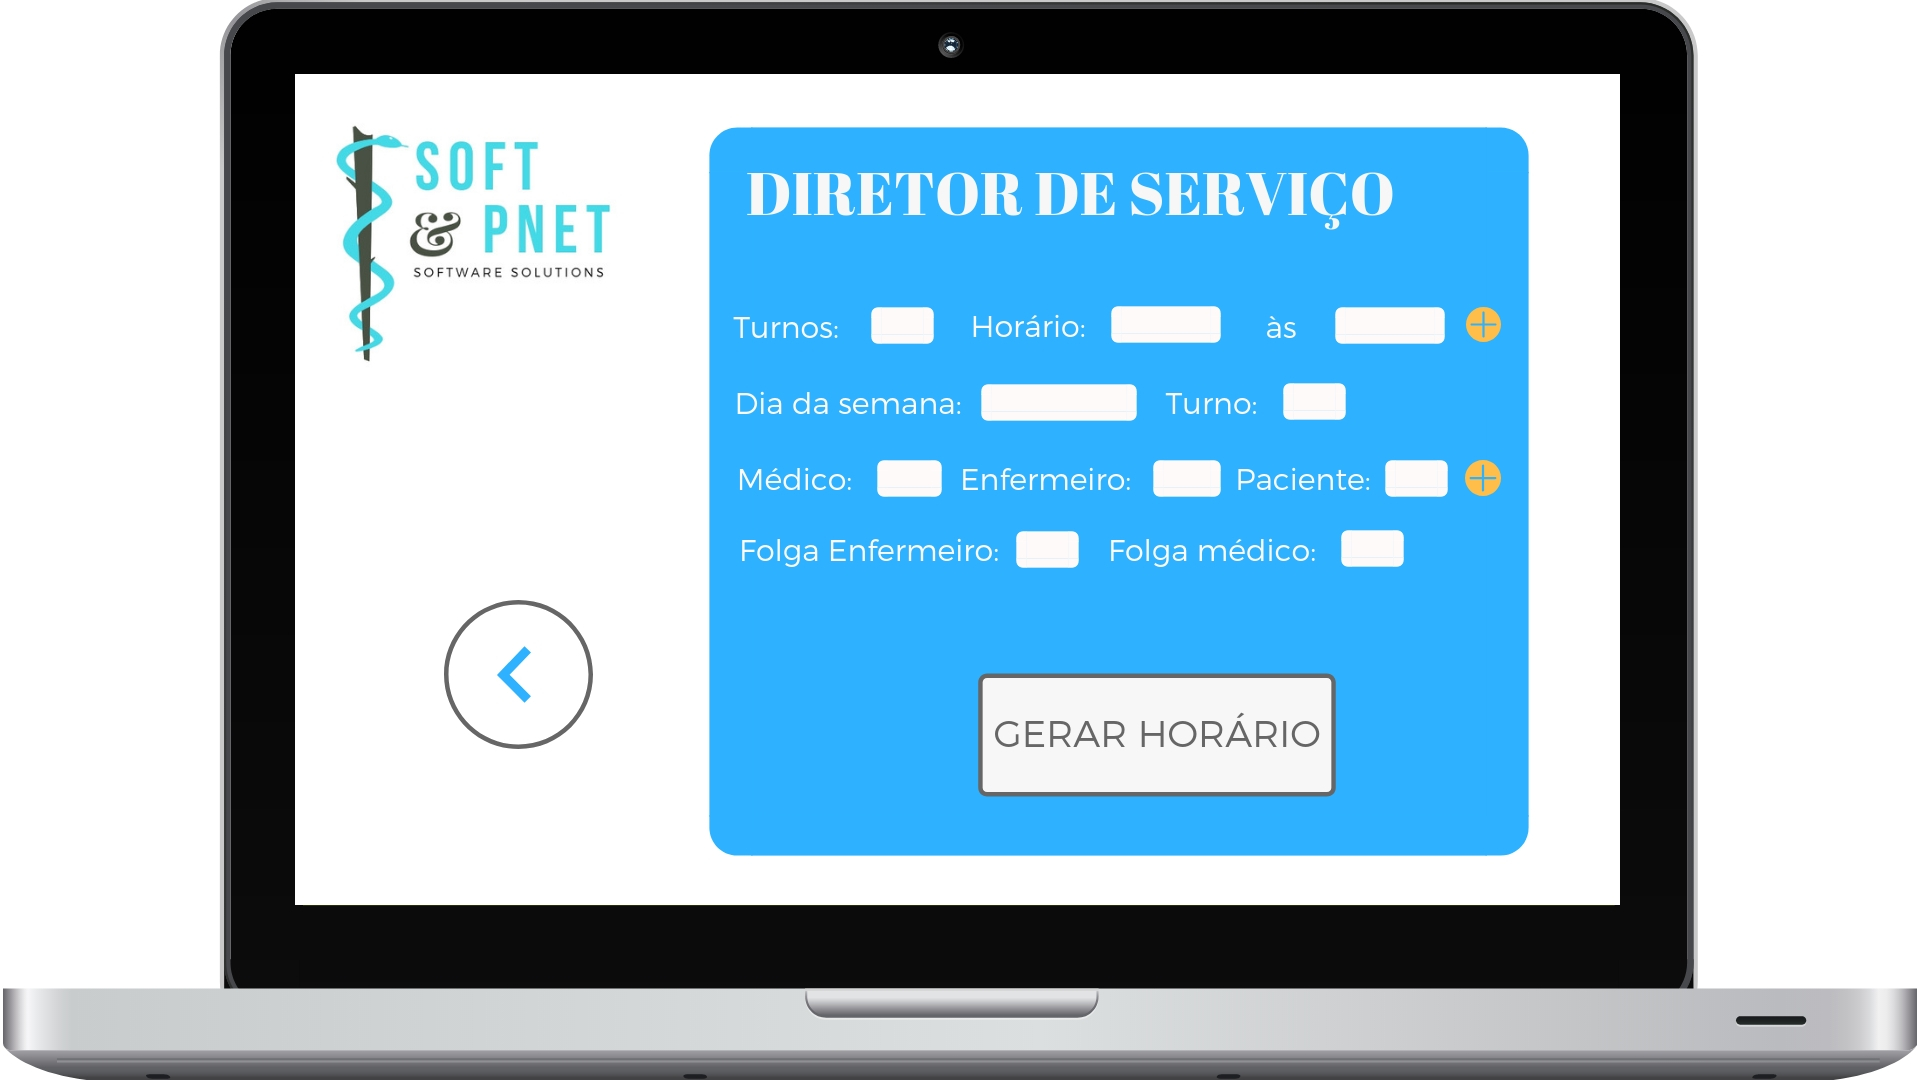 SOFT
& PNET
SOFTWARE SOLUTIONS
DIRETOR DE SERVIÇO
Turnos: Horário: às
Dia da semana: Turno:
Médico: Enfermeiro: Paciente:
Folga Enfermeiro: Folga médico:
GERAR HORÁRIO